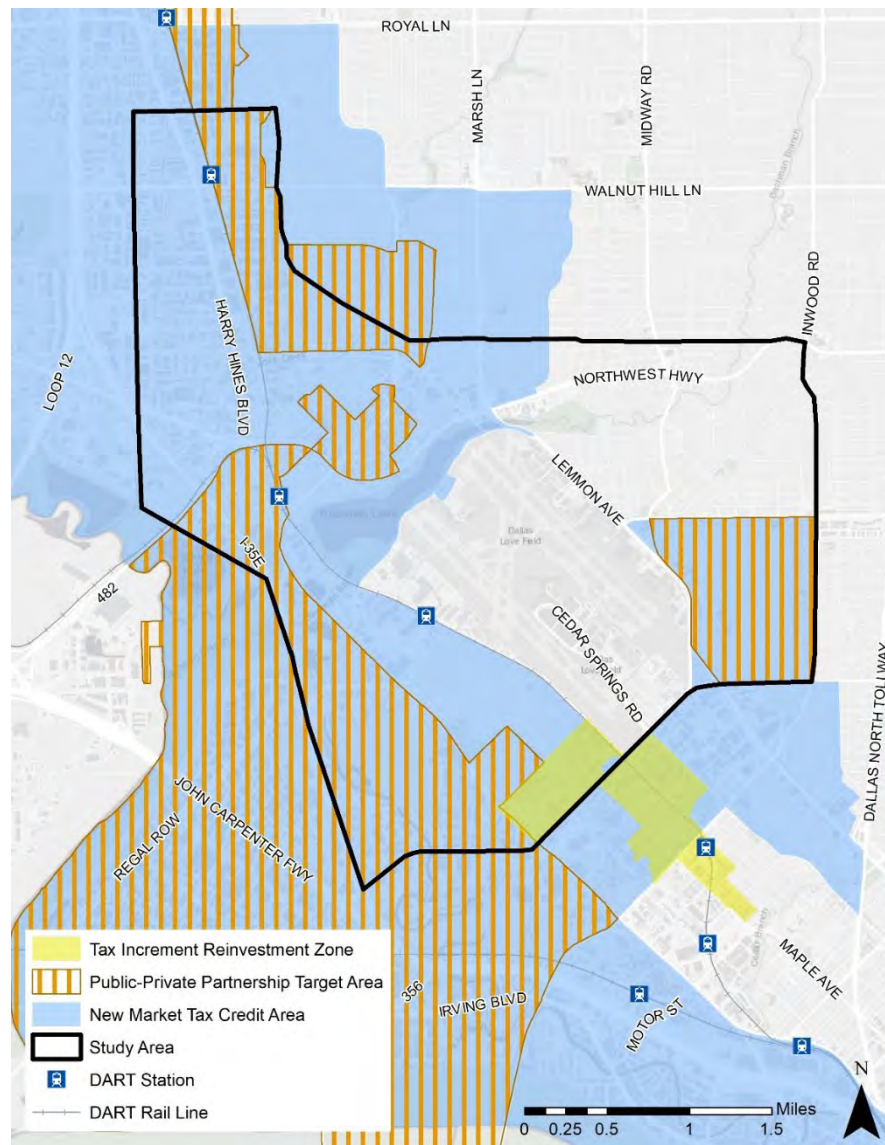 ROYAL LN
MARSH LN
MIDWAY RD
WALNUT HILL LN
INWOOD RD
HARRY HINES BLVD
NORTHWEST HWY
LOOP 12
LEMMON AVE
Dallas
Love Field
I-35E
482
CEDAR SPRINGS RD
Dallas
Love Field
DALLAS NORTH TOLLWAY
JOHN CARPENTER FWY
REGAL ROW
MAPLE AVE
356
IRVING BLVD
MOTOR ST
Tax Increment Reinvestment Zone
Public-Private Partnership Target Area
New Market Tax Credit Area
Study Area
DART Station
DART Rail Line
N
Miles
0 0.25 0.5 1 1.5